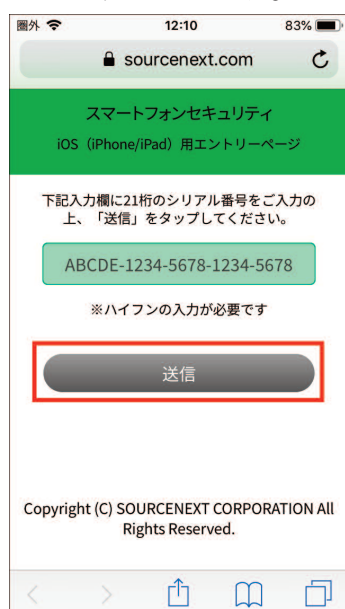 圏外 12:10 83%
sourcenext.com
スマートフォンセキュリティ
iOS（iPhone/iPad）用エントリーページ
下記入力欄に21桁のシリアル番号をご入力の
上、「送信」をタップしてください。
ABCDE-1234-5678-1234-5678
※ハイフンの入力が必要です
送信
Copyright (C) SOURCENEXT CORPORATION All
Rights Reserved.